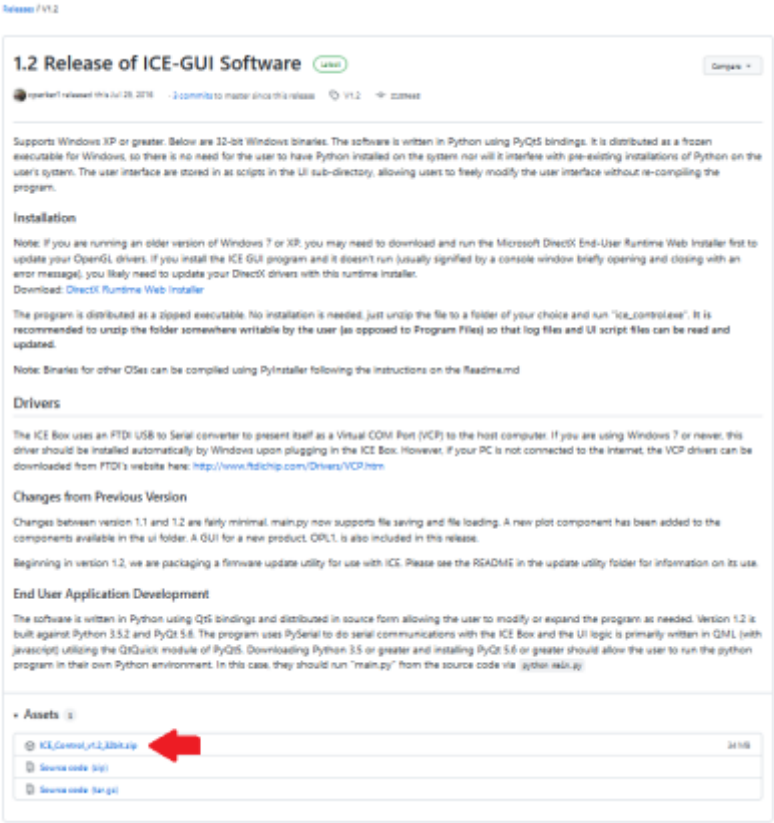 Releases / V1.2
1.2 Release of ICE-GUI Software Latest
Compare
released this Jul 28, 2016 · 3 commits to master since this release V1.2
Supports Windows XP or greater. Below are 32-bit Windows binaries. The software is written in Python using PyQt5 bindings. It is distributed as a frozen
executable for Windows, so there is no need for the user to have Python installed on the system nor will it interfere with pre-existing installations of Python on the
user's system. The user interface are stored in as scripts in the UI sub-directory, allowing users to freely modify the user interface without re-compiling the
program.
Installation
Note: If you are running an older version of Windows 7 or XP, you may need to download and run the Microsoft DirectX End-User Runtime Web Installer first to
update your OpenGL drivers. If you install the ICE GUI program and it doesn't run (usually signified by a console window briefly opening and closing with an
error message), you likely need to update your DirectX drivers with this runtime installer.
Download: DirectX Runtime Web Installer
The program is distributed as a zipped executable. No installation is needed, just unzip the file to a folder of your choice and run "ice_control.exe". It is
recommended to unzip the folder somewhere writable by the user (as opposed to Program Files) so that log files and UI script files can be read and
updated.
Note: Binaries for other OSes can be compiled using PyInstaller following the instructions on the Readme.md
Drivers
The ICE Box uses an FTDI USB to Serial converter to present itself as a Virtual COM Port (VCP) to the host computer. If you are using Windows 7 or newer, this
driver should be installed automatically by Windows upon plugging in the ICE Box. However, if your PC is not connected to the Internet, the VCP drivers can be
downloaded from FTDI's website here: http://www.ftdichip.com/Drivers/VCP.htm
Changes from Previous Version
Changes between version 1.1 and 1.2 are fairly minimal. main.py now supports file saving and file loading. A new plot component has been added to the
components available in the ui folder. A GUI for a new product, OPL1, is also included in this release.
Beginning in version 1.2, we are packaging a firmware update utility for use with ICE. Please see the README in the update utility folder for information on its use.
End User Application Development
The software is written in Python using Qt5 bindings and distributed in source form allowing the user to modify or expand the program as needed. Version 1.2 is
built against Python 3.5.2 and PyQt 5.6. The program uses PySerial to do serial communications with the ICE Box and the UI logic is primarily written in QML (with
javascript) utilizing the QtQuick module of PyQt5. Downloading Python 3.5 or greater and installing PyQt 5.6 or greater should allow the user to run the python
program in their own Python environment. In this case, they should run "main.py" from the source code via python main.py
Assets 3
ICE_Control_v1.2_32bit.zip
Source code (zip)
Source code (tar.gz)